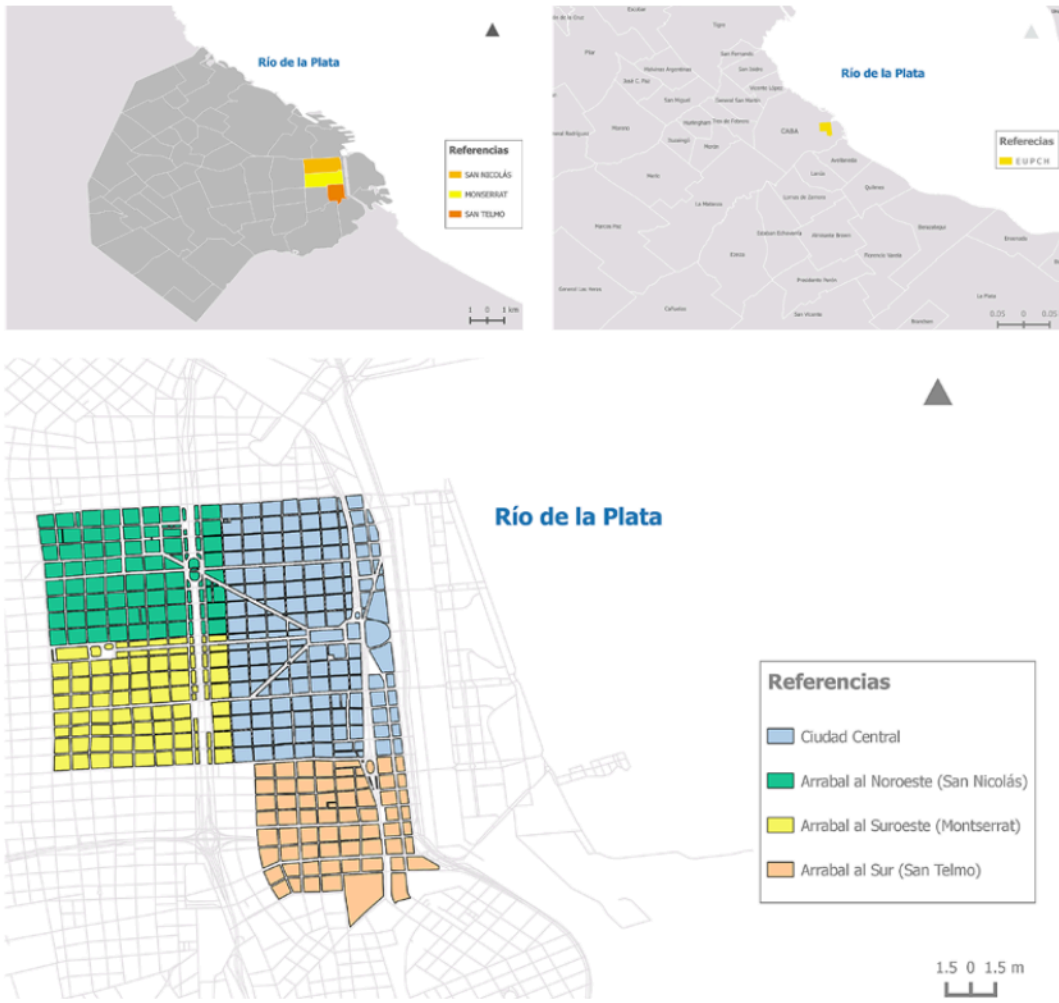 Río de la Plata
Referencias
SAN NICOLÁS
MONSERRAT
SAN TELMO
1 0 1 km
Escobar
Tigre
Pilar
San Fernando
Malvinas Argentinas
San Isidro
José C. Paz
Vicente López
San Miguel
General San Martín
Hurlingham
Tres de Febrero
Moreno
Ituzaingó
Morón
CABA
Río de la Plata
Referecias
EUPCH
General Rodríguez
Avellaneda
Lanús
Merlo
Quilmes
Lomas de Zamora
La Matanza
Marcos Paz
Esteban Echeverría
Almirante Brown
Berazategui
Ensenada
Ezeiza
Florencio Varela
Presidente Perón
General Las Heras
La Plata
Cañuelas
San Vicente
Brandsen
0.05 0 0.05
Río de la Plata
Referencias
Ciudad Central
Arrabal al Noroeste (San Nicolás)
Arrabal al Suroeste (Montserrat)
Arrabal al Sur (San Telmo)
1.5 0 1.5 m